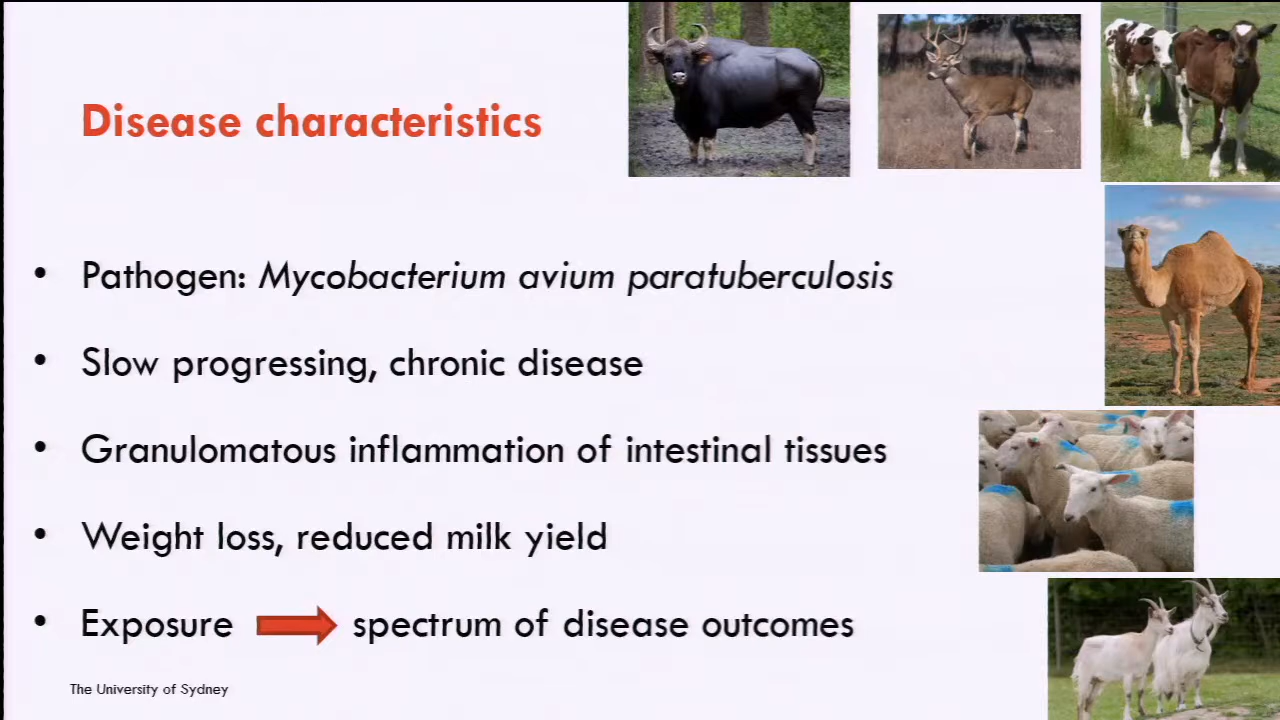 Disease characteristics
• Pathogen: Mycobacterium avium paratuberculosis
• Slow progressing, chronic disease
• Granulomatous inflammation of intestinal tissues
• Weight loss, reduced milk yield
• Exposure spectrum of disease outcomes
The University of Sydney